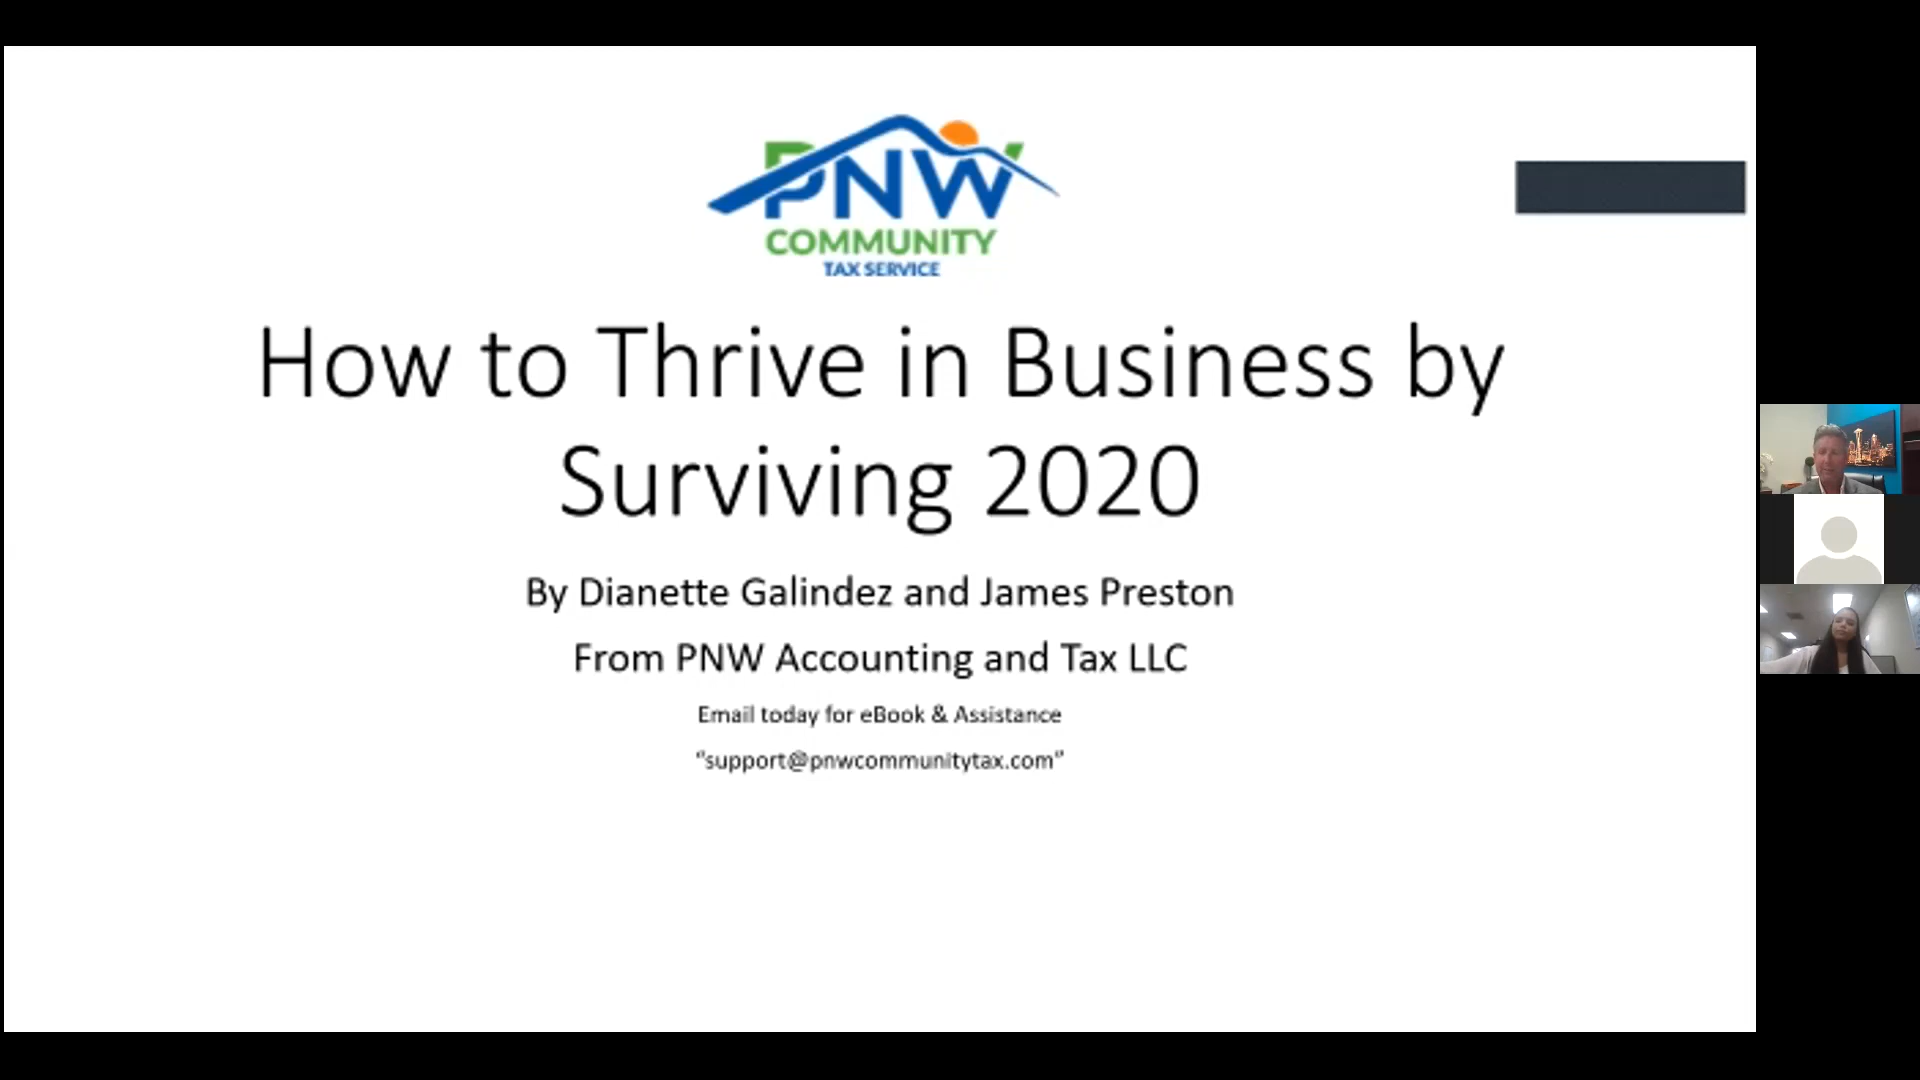 PNW
COMMUNITY
TAX SERVICE
How to Thrive in Business by
Surviving 2020
By Dianette Galindez and James Preston
From PNW Accounting and Tax LLC
Email today for eBook & Assistance
“support@pnwcommunitytax.com”